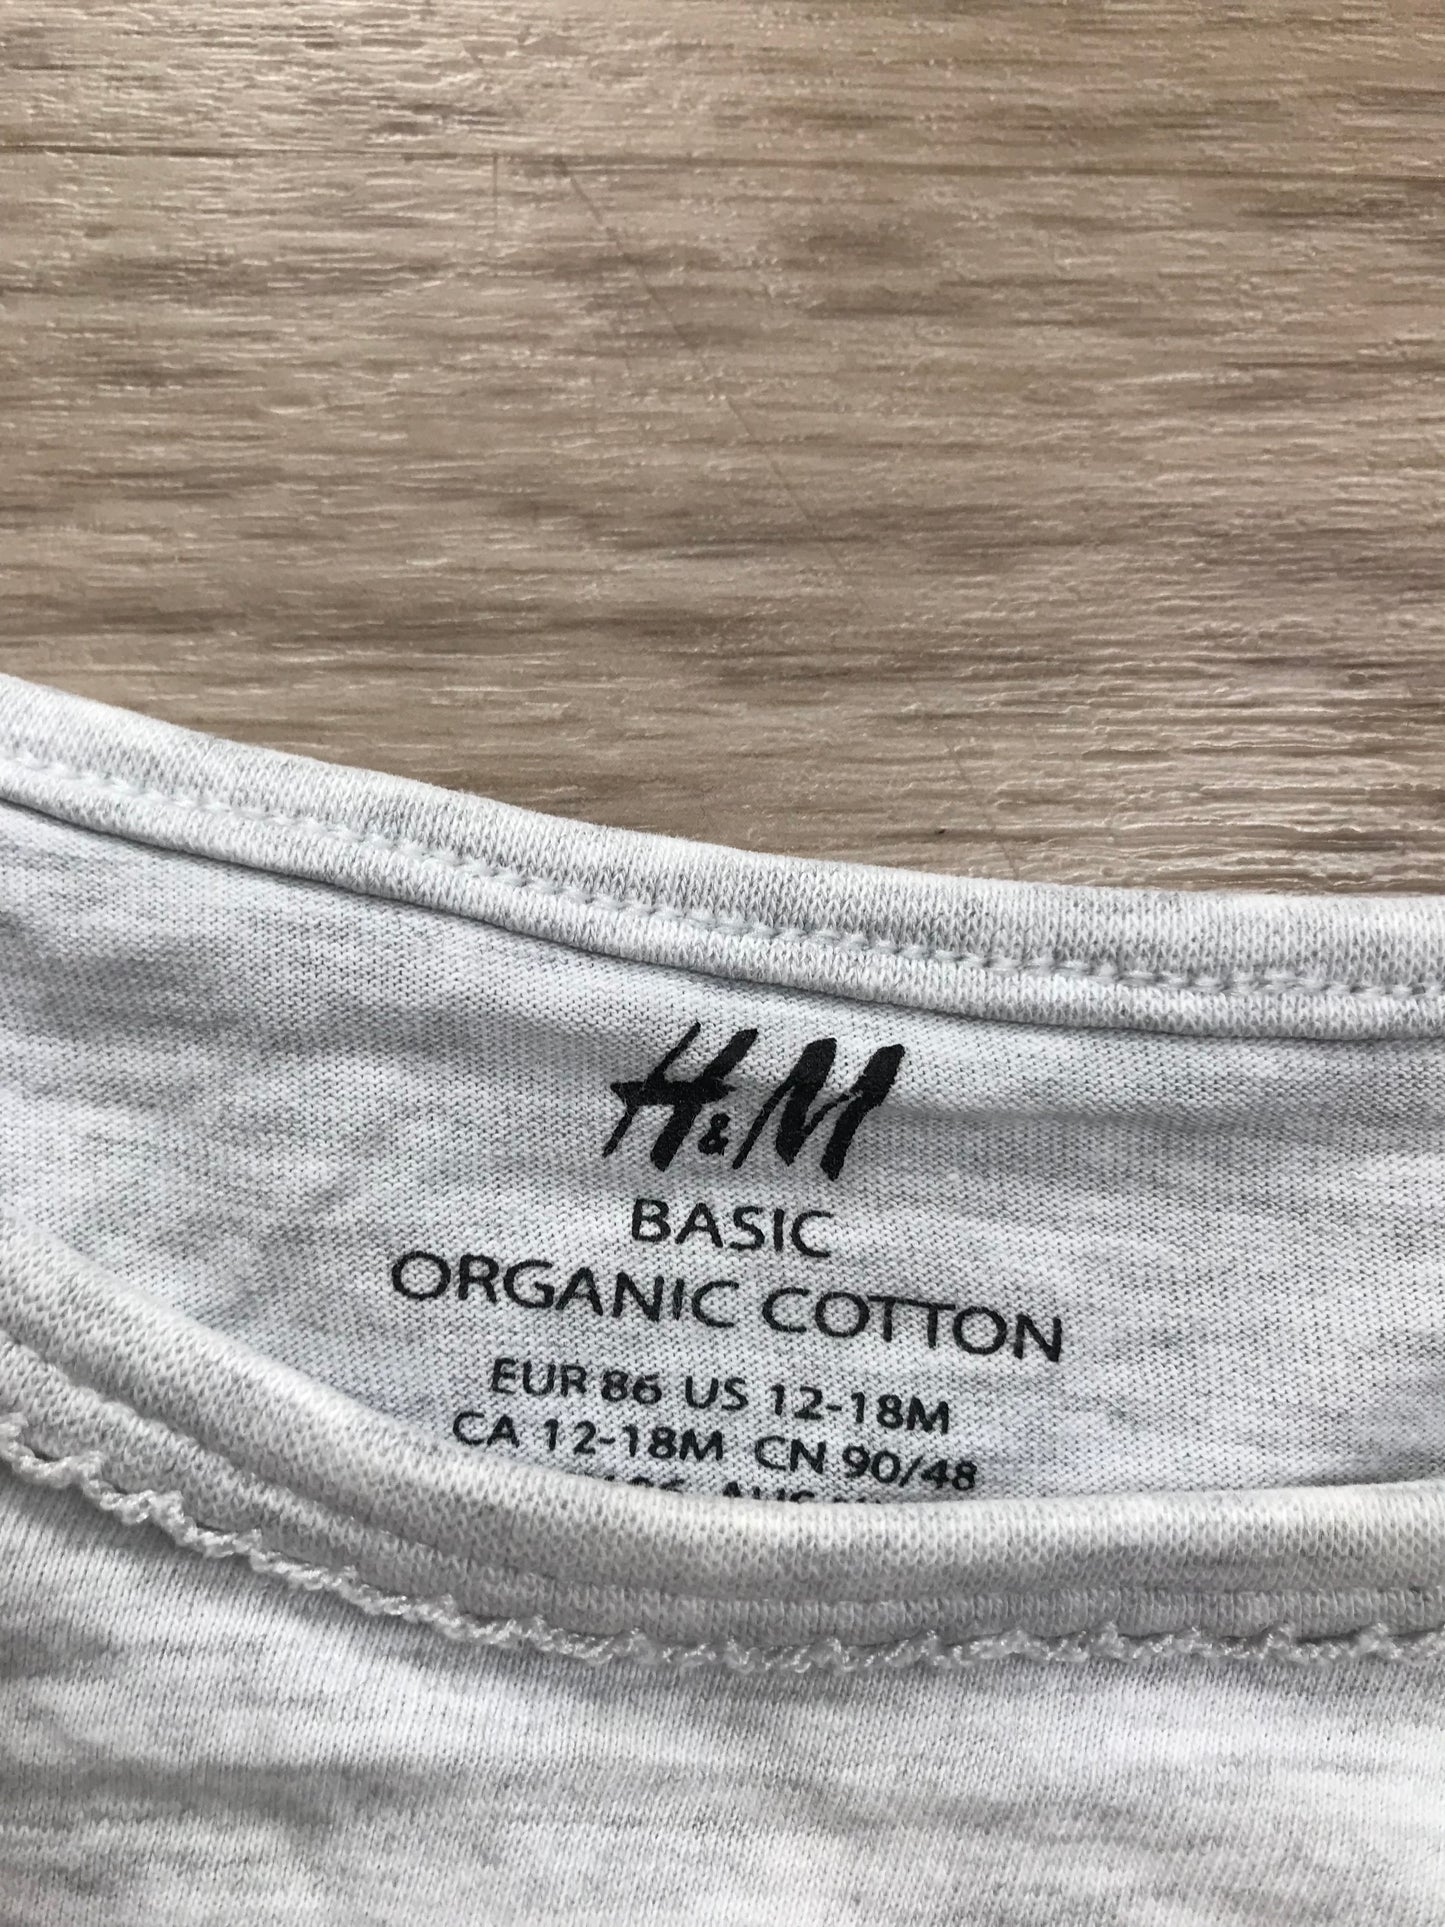 H&M
BASIC
ORGANIC COTTON
EUR 86 US 12-18M
CA 12-18M CN 90/48